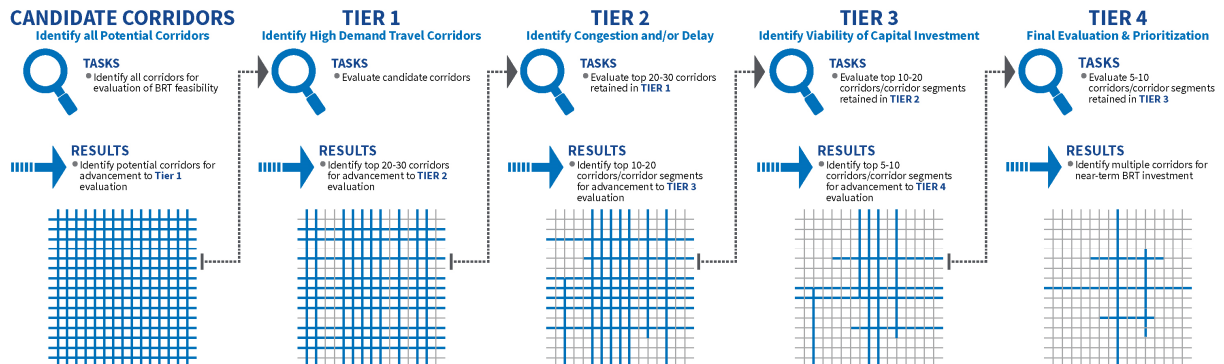 CANDIDATE CORRIDORS
Identify all Potential Corridors
TASKS
Identify all corridors for
evaluation of BRT feasibility
RESULTS
Identify potential corridors for
advancement to Tier 1
evaluation
TIER 1
Identify High Demand Travel Corridors
TASKS
Evaluate candidate corridors
RESULTS
Identify top 20-30 corridors
for advancement to TIER 2
evaluation
TIER 2
Identify Congestion and/or Delay
TASKS
Evaluate top 20-30 corridors
retained in TIER 1
RESULTS
Identify top 10-20
corridors/corridor segments
for advancement to TIER 3
evaluation
TIER 3
Identify Viability of Capital Investment
TASKS
Evaluate top 10-20
corridors/corridor segments
retained in TIER 2
RESULTS
Identify top 5-10
corridors/corridor segments
for advancement to TIER 4
evaluation
TIER 4
Final Evaluation & Prioritization
TASKS
Evaluate 5-10
corridors/corridor segments
retained in TIER 3
RESULTS
Identify multiple corridors for
near-term BRT investment